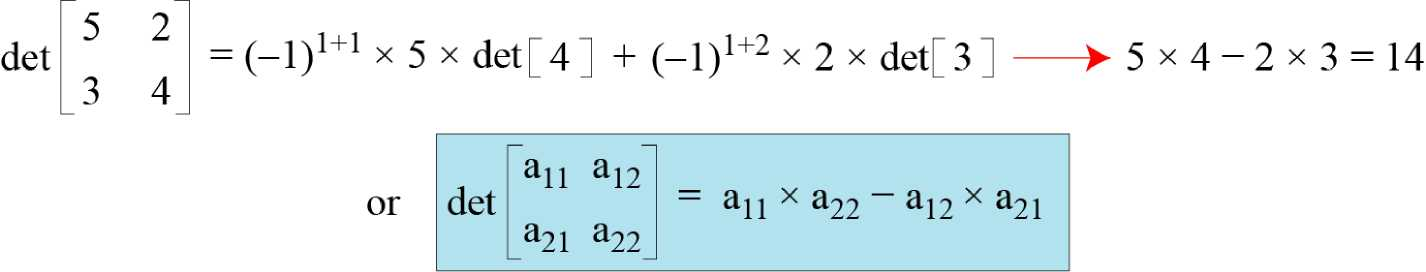 det [5 2 3 4] = (–1)¹⁺¹ × 5 × det[4] + (–1)¹⁺² × 2 × det[3] → 5 × 4 − 2 × 3 = 14
or det [a₁₁ a₁₂ a₂₁ a₂₂] = a₁₁ × a₂₂ − a₁₂ × a₂₁